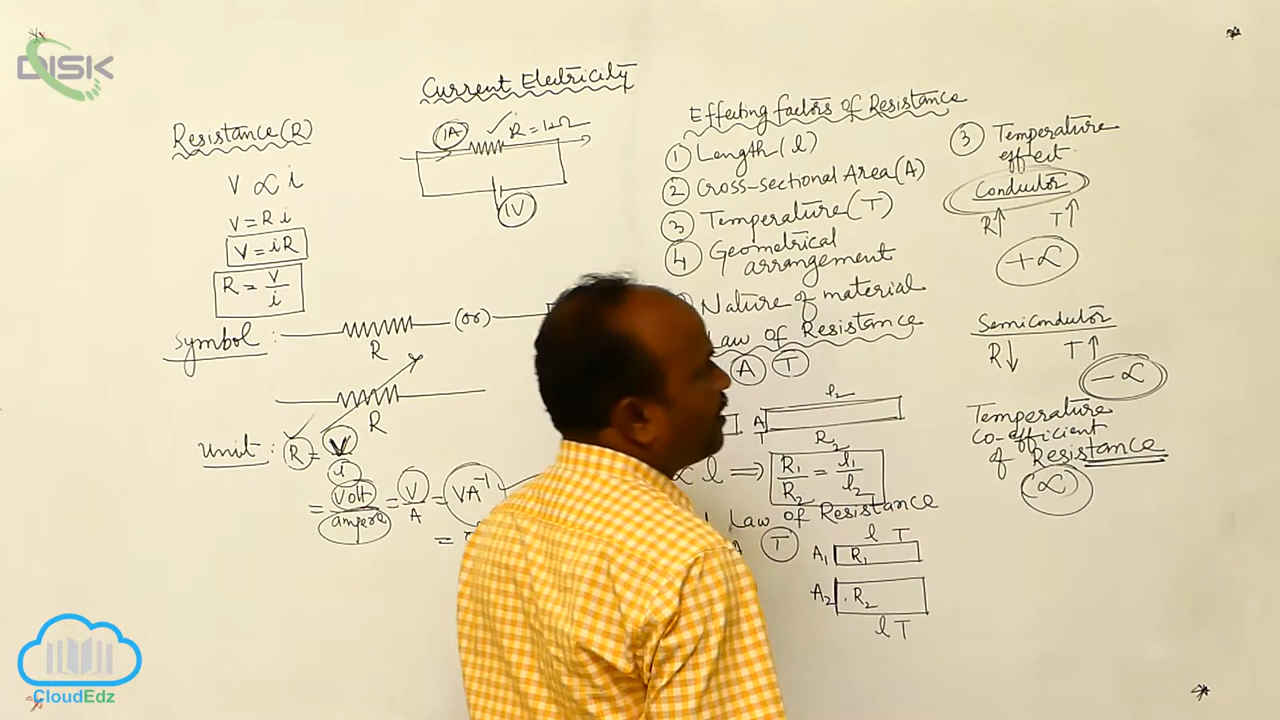 DISK
Current Electricity
Resistance (R)
V ∝ i
V = R i
V = iR
R = V/i
1A
R = 1Ω
1V
Symbol:
(or)
R
R
Unit: R = V/i
= Volt/ampere = V/A = VA⁻¹
=
Effecting factors of Resistance
① Length (l)
② Cross-sectional Area (A)
③ Temperature (T)
④ Geometrical
arrangement
Nature of material
Law of Resistance
A T
l₂
A
T
R₂
∝ l ⟹ R₁/R₂ = l₁/l₂
Law of Resistance
T
l T
A₁ R₁
A₂ R₂
l T
③ Temperature
effect
Conductor
R↑ T↑
+∝
Semiconductor
R↓ T↑
−∝
Temperature
co-efficient
of Resistance
∝
CloudEdz